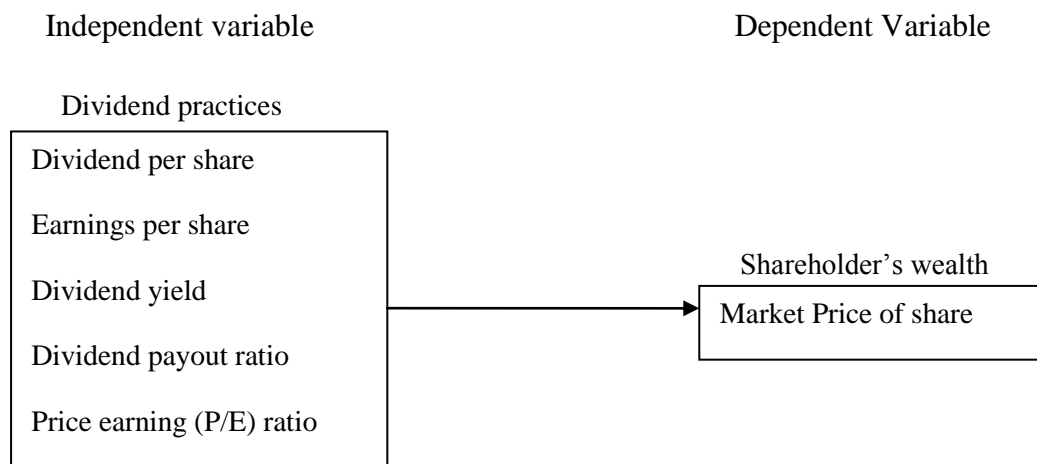 Independent variable
Dependent Variable
Dividend practices
Dividend per share
Earnings per share
Dividend yield
Dividend payout ratio
Price earning (P/E) ratio
Shareholder’s wealth
Market Price of share